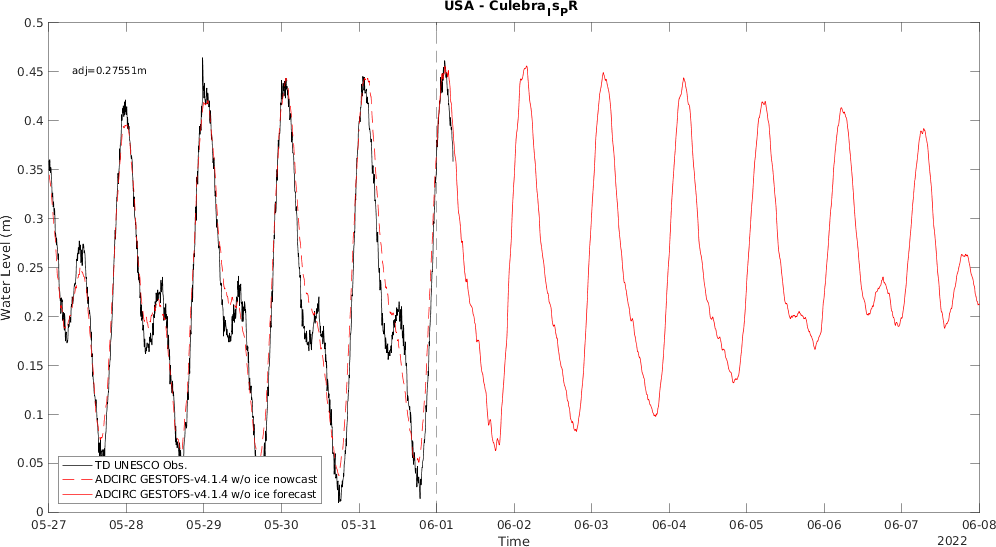 USA - Culebra_Is_PR
0.5
0.45
0.4
0.35
0.3
0.25
0.2
0.15
0.1
0.05
0
Water Level (m)
adj=0.27551m
TD UNESCO Obs.
ADCIRC GESTOFS-v4.1.4 w/o ice nowcast
ADCIRC GESTOFS-v4.1.4 w/o ice forecast
05-27 05-28 05-29 05-30 05-31 06-01 06-02 06-03 06-04 06-05 06-06 06-07 06-08
Time
2022